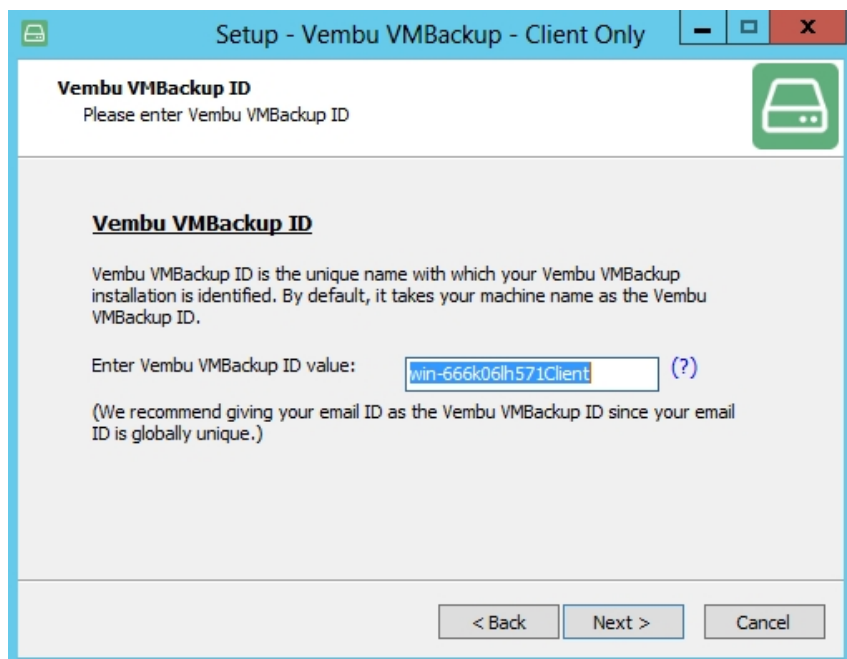 Setup - Vembu VMBackup - Client Only
Vembu VMBackup ID
Please enter Vembu VMBackup ID
Vembu VMBackup ID
Vembu VMBackup ID is the unique name with which your Vembu VMBackup
installation is identified. By default, it takes your machine name as the Vembu
VMBackup ID.
Enter Vembu VMBackup ID value: win-666k06lh571Client (?)
(We recommend giving your email ID as the Vembu VMBackup ID since your email
ID is globally unique.)
< Back Next > Cancel